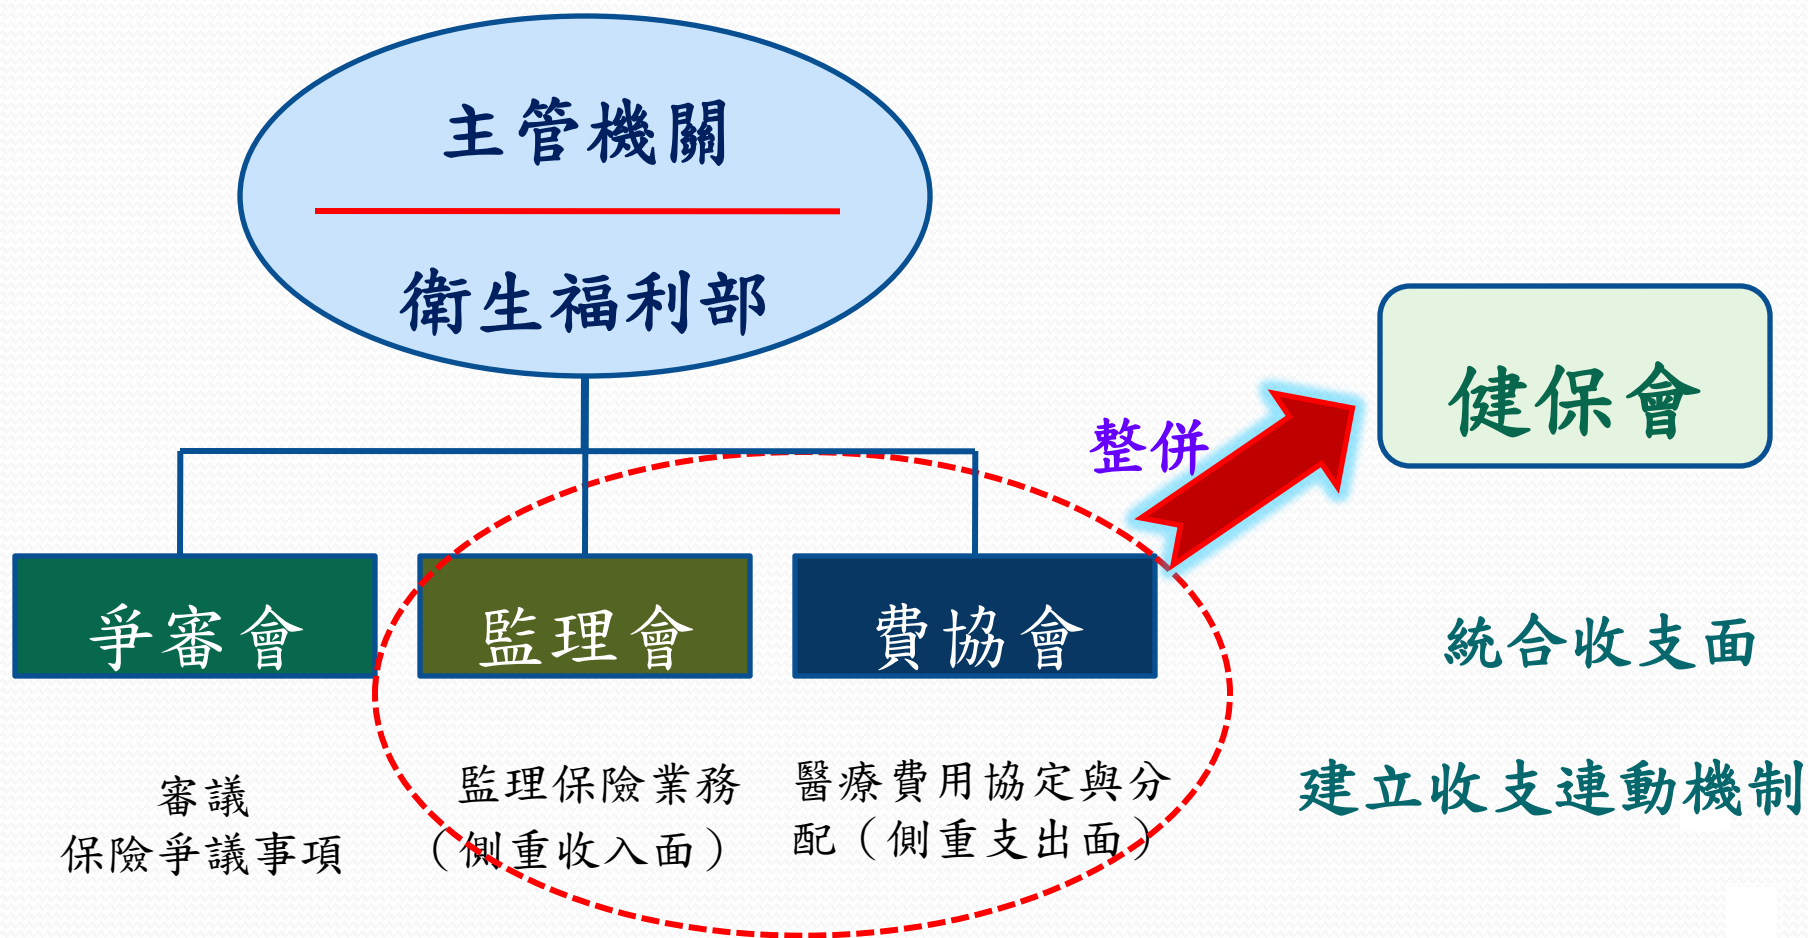 主管機關
衛生福利部
健保會
整併
爭審會
監理會
費協會
統合收支面
建立收支連動機制
審議
保險爭議事項
監理保險業務
（側重收入面）
醫療費用協定與分
配（側重支出面）